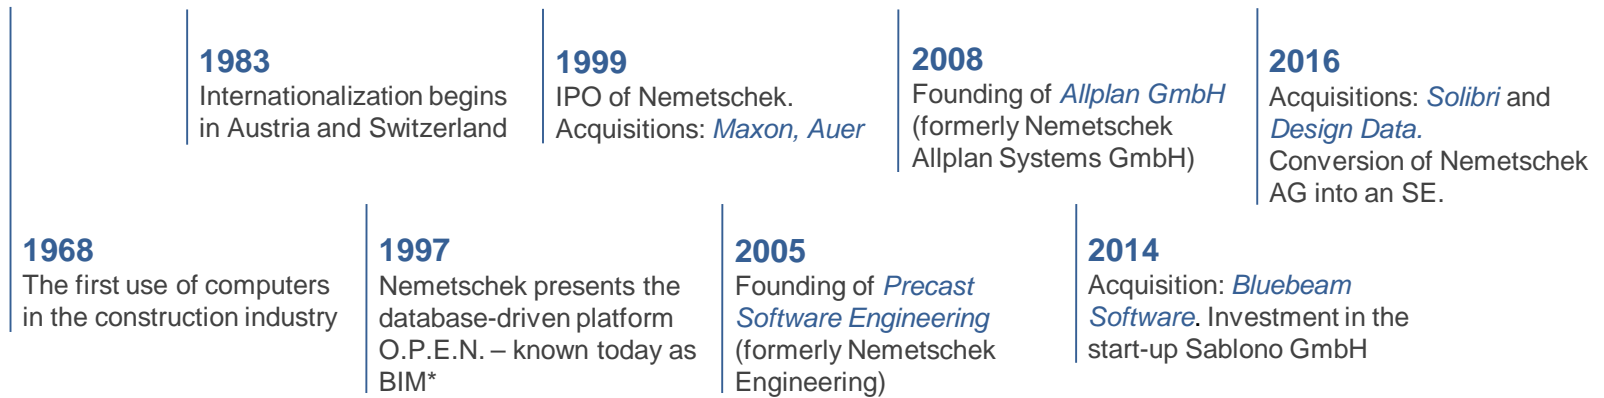 1983
Internationalization begins
in Austria and Switzerland
1999
IPO of Nemetschek.
Acquisitions: Maxon, Auer
2008
Founding of Allplan GmbH
(formerly Nemetschek
Allplan Systems GmbH)
2016
Acquisitions: Solibri and
Design Data.
Conversion of Nemetschek
AG into an SE.
1968
The first use of computers
in the construction industry
1997
Nemetschek presents the
database-driven platform
O.P.E.N. – known today as
BIM*
2005
Founding of Precast
Software Engineering
(formerly Nemetschek
Engineering)
2014
Acquisition: Bluebeam
Software. Investment in the
start-up Sablono GmbH